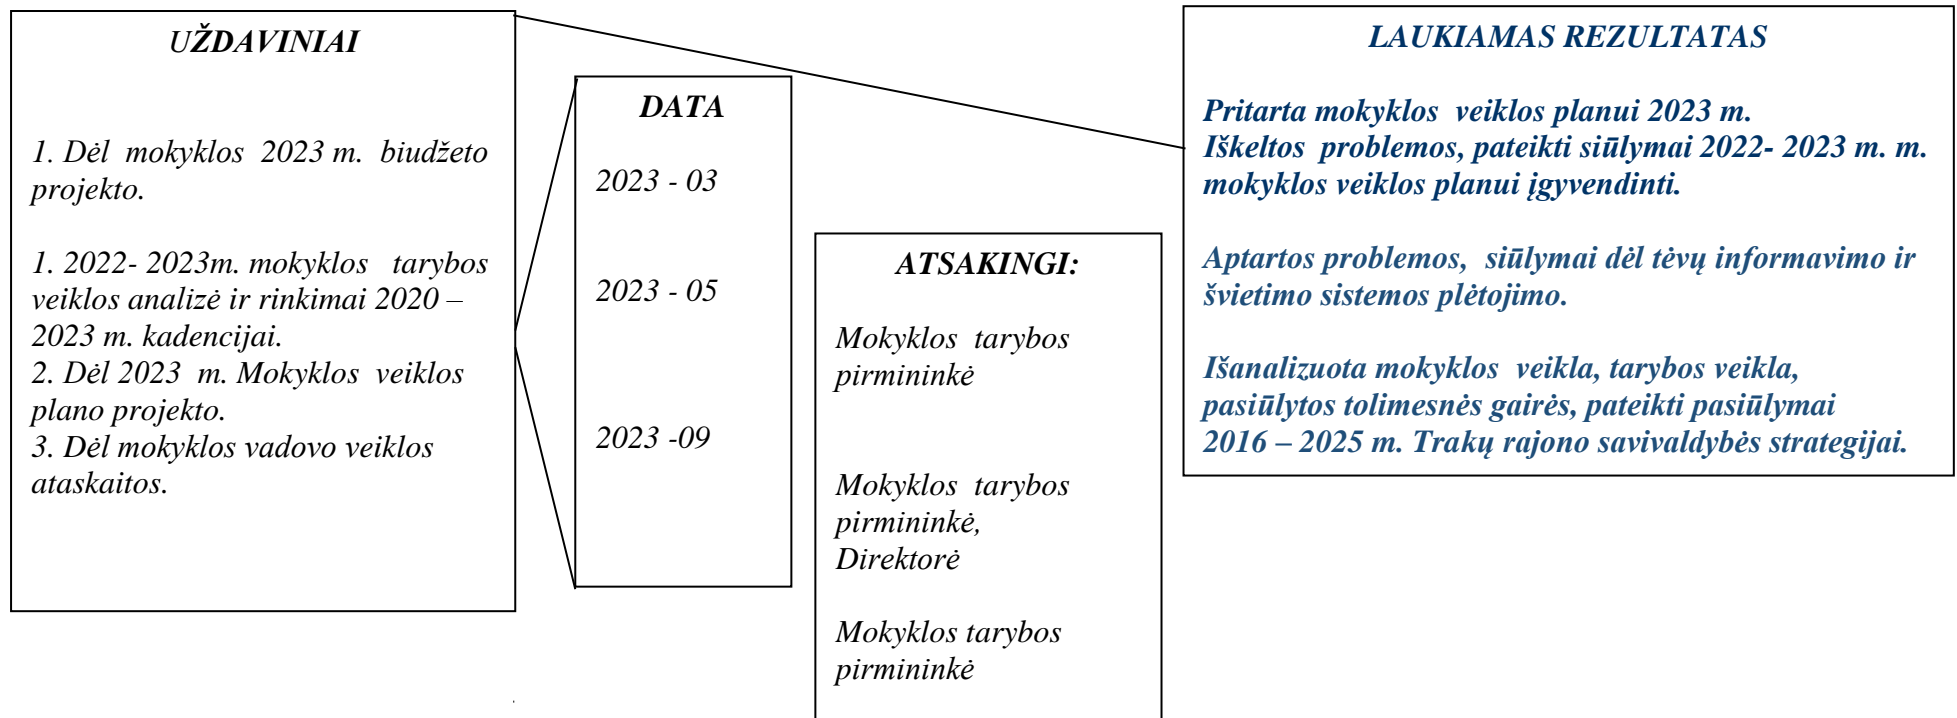 UŽDAVINIAI
1. Dėl mokyklos 2023 m. biudžeto
projekto.
1. 2022- 2023m. mokyklos tarybos
veiklos analizė ir rinkimai 2020 –
2023 m. kadencijai.
2. Dėl 2023 m. Mokyklos veiklos
plano projekto.
3. Dėl mokyklos vadovo veiklos
ataskaitos.
DATA
2023 - 03
2023 - 05
2023 -09
ATSAKINGI:
Mokyklos tarybos
pirmininkė
Mokyklos tarybos
pirmininkė,
Direktorė
Mokyklos tarybos
pirmininkė
LAUKIAMAS REZULTATAS
Pritarta mokyklos veiklos planui 2023 m.
Iškeltos problemos, pateikti siūlymai 2022- 2023 m. m.
mokyklos veiklos planui įgyvendinti.
Aptartos problemos, siūlymai dėl tėvų informavimo ir
švietimo sistemos plėtojimo.
Išanalizuota mokyklos veikla, tarybos veikla,
pasiūlytos tolimesnės gairės, pateikti pasiūlymai
2016 – 2025 m. Trakų rajono savivaldybės strategijai.